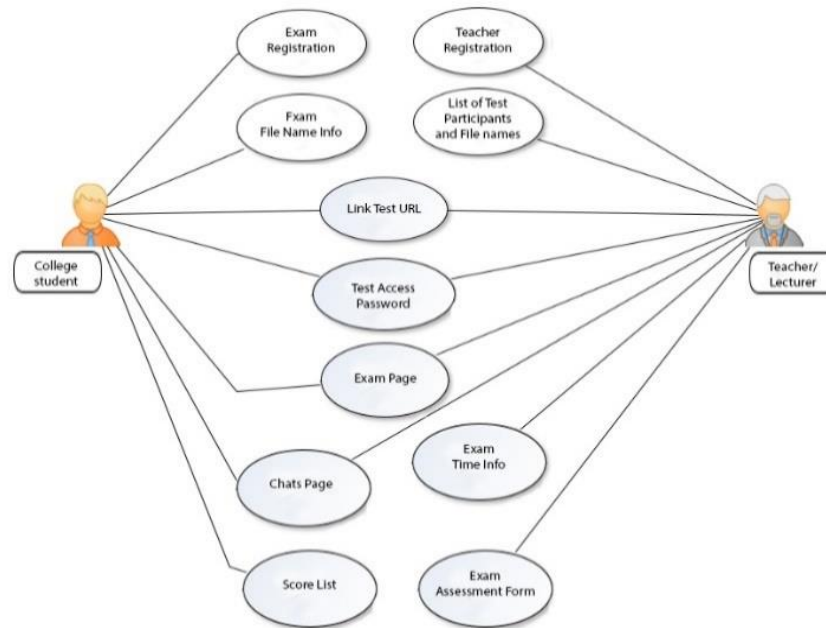 Exam
Registration
Teacher
Registration
Fxam
File Name Info
List of Test
Participants
and File names
Link Test URL
College
student
Teacher/
Lecturer
Test Access
Password
Exam Page
Exam
Time Info
Chats Page
Score List
Exam
Assessment Form